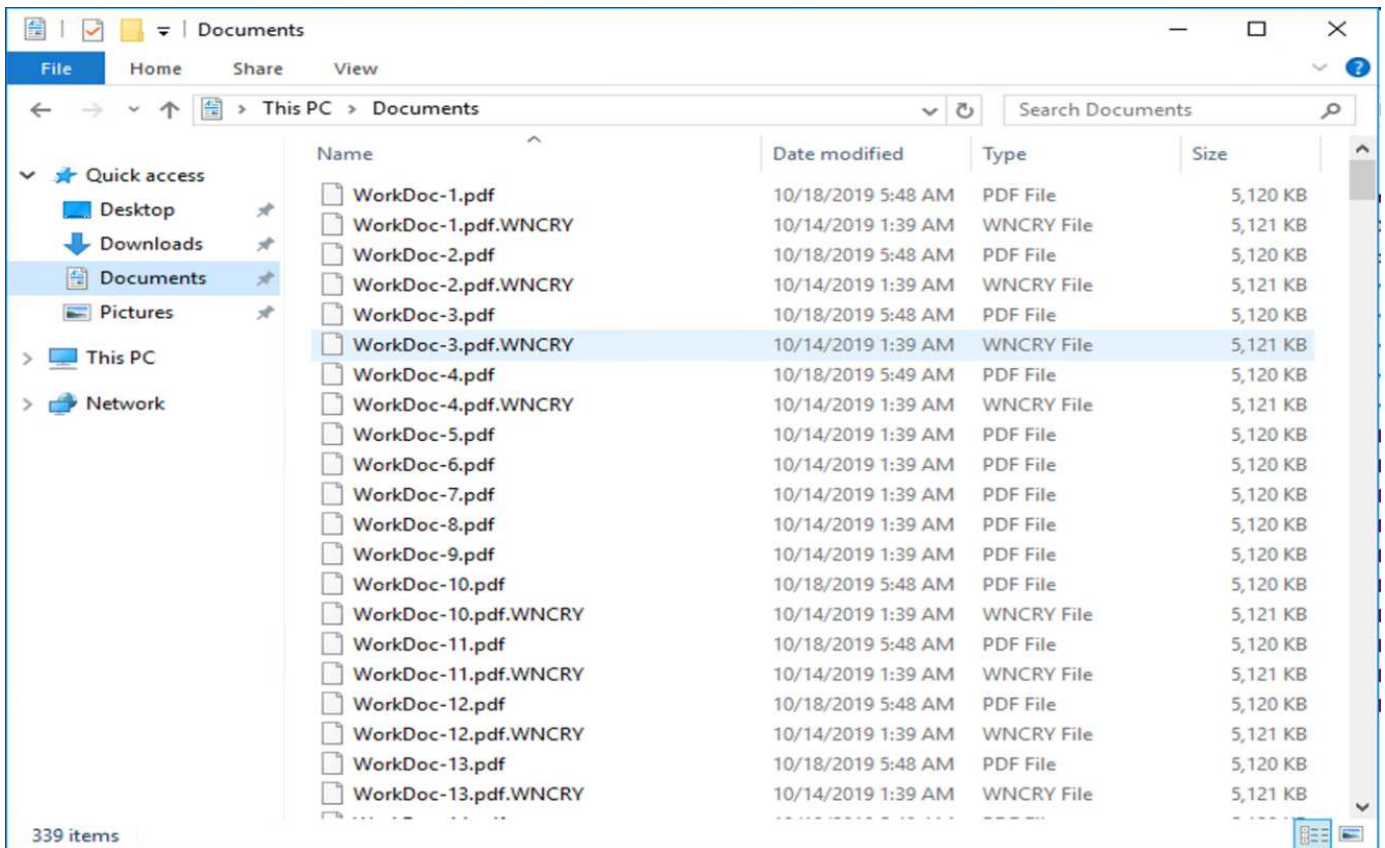 Documents
File Home Share View
This PC > Documents Search Documents
Name Date modified Type Size
Quick access
Desktop
Downloads
Documents
Pictures
This PC
Network
WorkDoc-1.pdf 10/18/2019 5:48 AM PDF File 5,120 KB
WorkDoc-1.pdf.WNCRY 10/14/2019 1:39 AM WNCRY File 5,121 KB
WorkDoc-2.pdf 10/18/2019 5:48 AM PDF File 5,120 KB
WorkDoc-2.pdf.WNCRY 10/14/2019 1:39 AM WNCRY File 5,121 KB
WorkDoc-3.pdf 10/18/2019 5:48 AM PDF File 5,120 KB
WorkDoc-3.pdf.WNCRY 10/14/2019 1:39 AM WNCRY File 5,121 KB
WorkDoc-4.pdf 10/18/2019 5:49 AM PDF File 5,120 KB
WorkDoc-4.pdf.WNCRY 10/14/2019 1:39 AM WNCRY File 5,121 KB
WorkDoc-5.pdf 10/14/2019 1:39 AM PDF File 5,120 KB
WorkDoc-6.pdf 10/14/2019 1:39 AM PDF File 5,120 KB
WorkDoc-7.pdf 10/14/2019 1:39 AM PDF File 5,120 KB
WorkDoc-8.pdf 10/14/2019 1:39 AM PDF File 5,120 KB
WorkDoc-9.pdf 10/14/2019 1:39 AM PDF File 5,120 KB
WorkDoc-10.pdf 10/18/2019 5:48 AM PDF File 5,120 KB
WorkDoc-10.pdf.WNCRY 10/14/2019 1:39 AM WNCRY File 5,121 KB
WorkDoc-11.pdf 10/18/2019 5:48 AM PDF File 5,120 KB
WorkDoc-11.pdf.WNCRY 10/14/2019 1:39 AM WNCRY File 5,121 KB
WorkDoc-12.pdf 10/18/2019 5:48 AM PDF File 5,120 KB
WorkDoc-12.pdf.WNCRY 10/14/2019 1:39 AM WNCRY File 5,121 KB
WorkDoc-13.pdf 10/18/2019 5:48 AM PDF File 5,120 KB
WorkDoc-13.pdf.WNCRY 10/14/2019 1:39 AM WNCRY File 5,121 KB
339 items